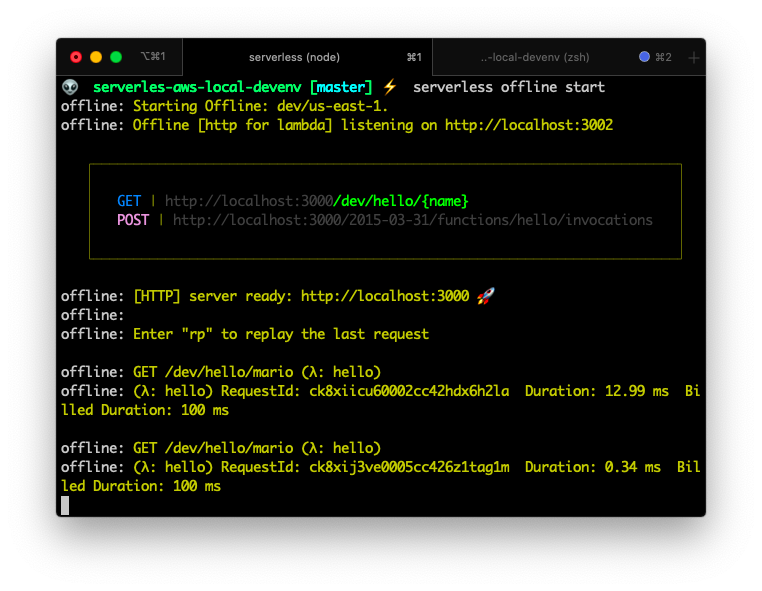 ⌥⌘1 serverless (node) ⌘1 ..-local-devenv (zsh) ⌘2 +
👽 serverles-aws-local-devenv [master] ⚡ serverless offline start
offline: Starting Offline: dev/us-east-1.
offline: Offline [http for lambda] listening on http://localhost:3002
GET | http://localhost:3000/dev/hello/{name}
POST | http://localhost:3000/2015-03-31/functions/hello/invocations
offline: [HTTP] server ready: http://localhost:3000 🚀
offline:
offline: Enter "rp" to replay the last request
offline: GET /dev/hello/mario (λ: hello)
offline: (λ: hello) RequestId: ck8xiicu60002cc42hdx6h2la  Duration: 12.99 ms  Bi
lled Duration: 100 ms
offline: GET /dev/hello/mario (λ: hello)
offline: (λ: hello) RequestId: ck8xij3ve0005cc426z1tag1m  Duration: 0.34 ms  Bil
led Duration: 100 ms